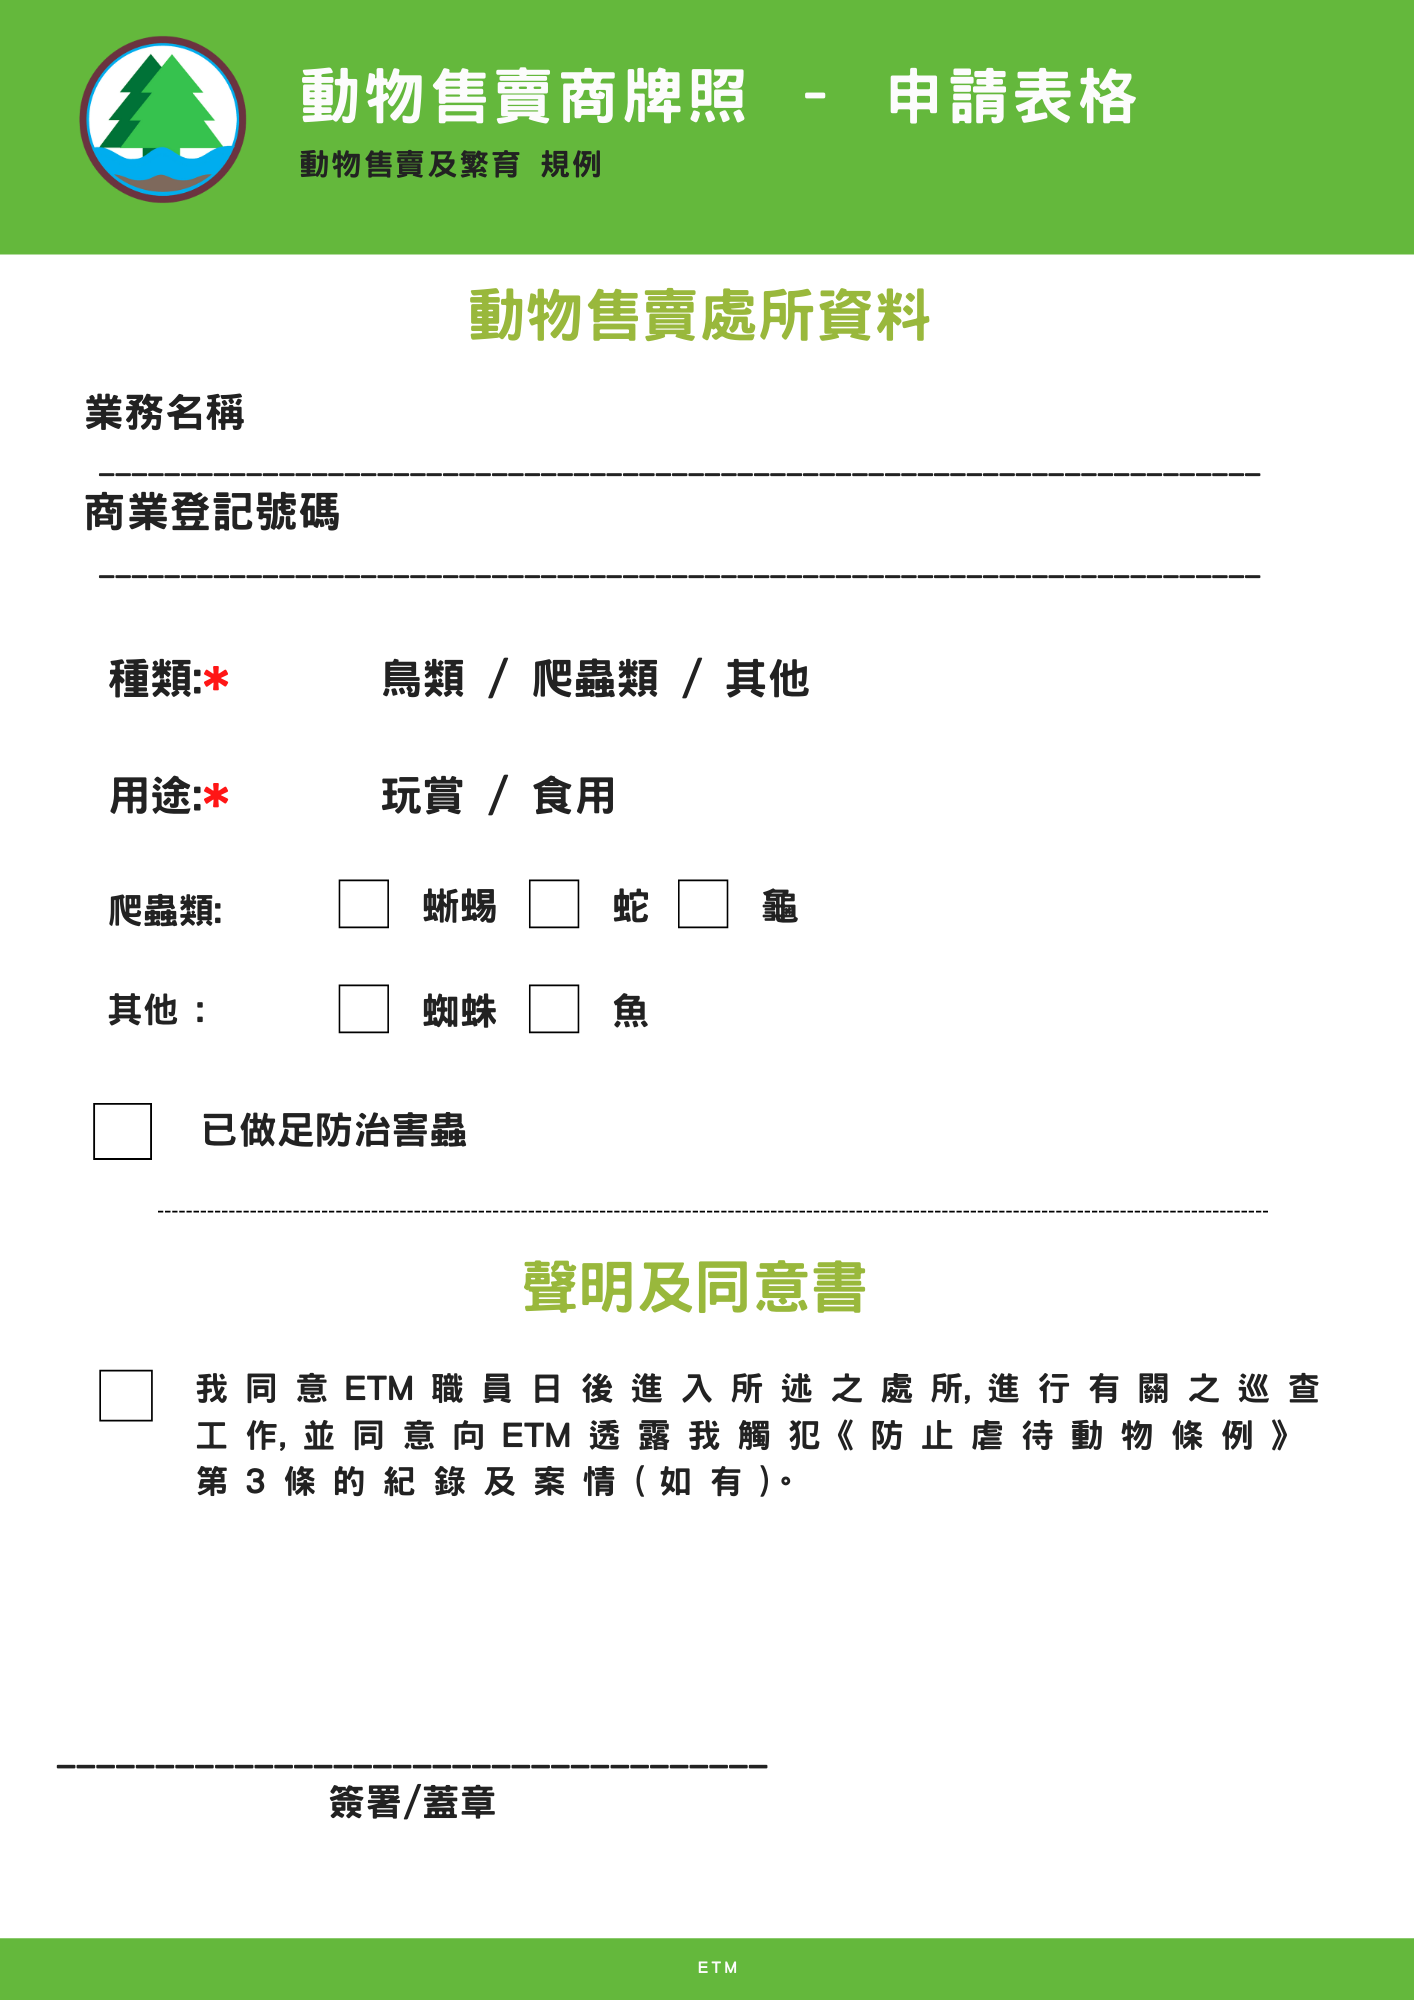 動物售賣商牌照 - 申請表格
動物售賣及繁育 規例
動物售賣處所資料
業務名稱
商業登記號碼
種類:* 鳥類 / 爬蟲類 / 其他
用途:* 玩賞 / 食用
爬蟲類: 蜥蜴 蛇 龜
其他 : 蜘蛛 魚
已做足防治害蟲
聲明及同意書
我同意ETM職員日後進入所述之處所,進行有關之巡查
工作,並同意向ETM透露我觸犯《防止虐待動物條例》
第3條的紀錄及案情(如有)。
簽署/蓋章
ETM